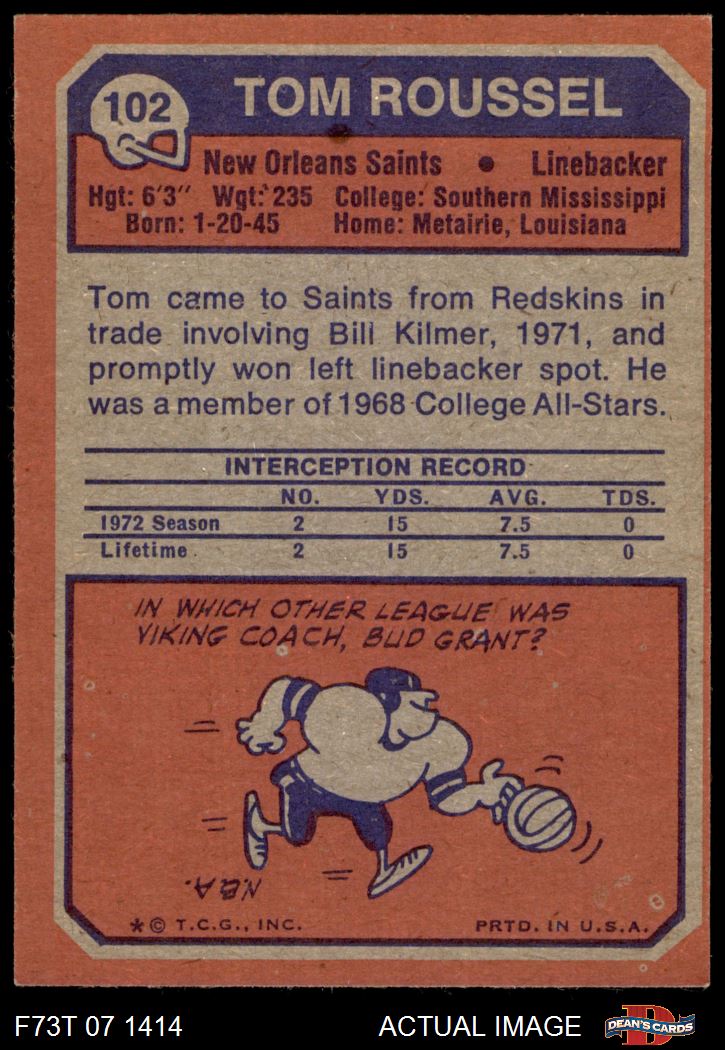 102
TOM ROUSSEL
New Orleans Saints • Linebacker
Hgt: 6'3" Wgt: 235 College: Southern Mississippi
Born: 1-20-45 Home: Metairie, Louisiana
Tom came to Saints from Redskins in
trade involving Bill Kilmer, 1971, and
promptly won left linebacker spot. He
was a member of 1968 College All-Stars.
INTERCEPTION RECORD
NO. YDS. AVG. TDS.
1972 Season 2 15 7.5 0
Lifetime 2 15 7.5 0
IN WHICH OTHER LEAGUE WAS
VIKING COACH, BUD GRANT?
N.B.A.
*© T.C.G., INC. PRTD. IN U.S.A.
F73T 07 1414 ACTUAL IMAGE
D
DEAN'S CARDS